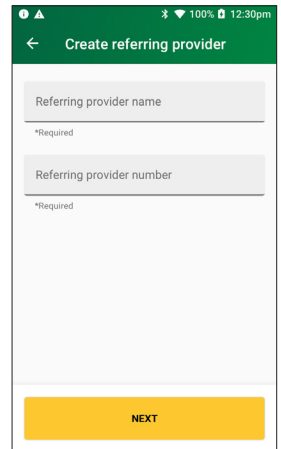 100% 12:30pm
Create referring provider
Referring provider name
*Required
Referring provider number
*Required
NEXT